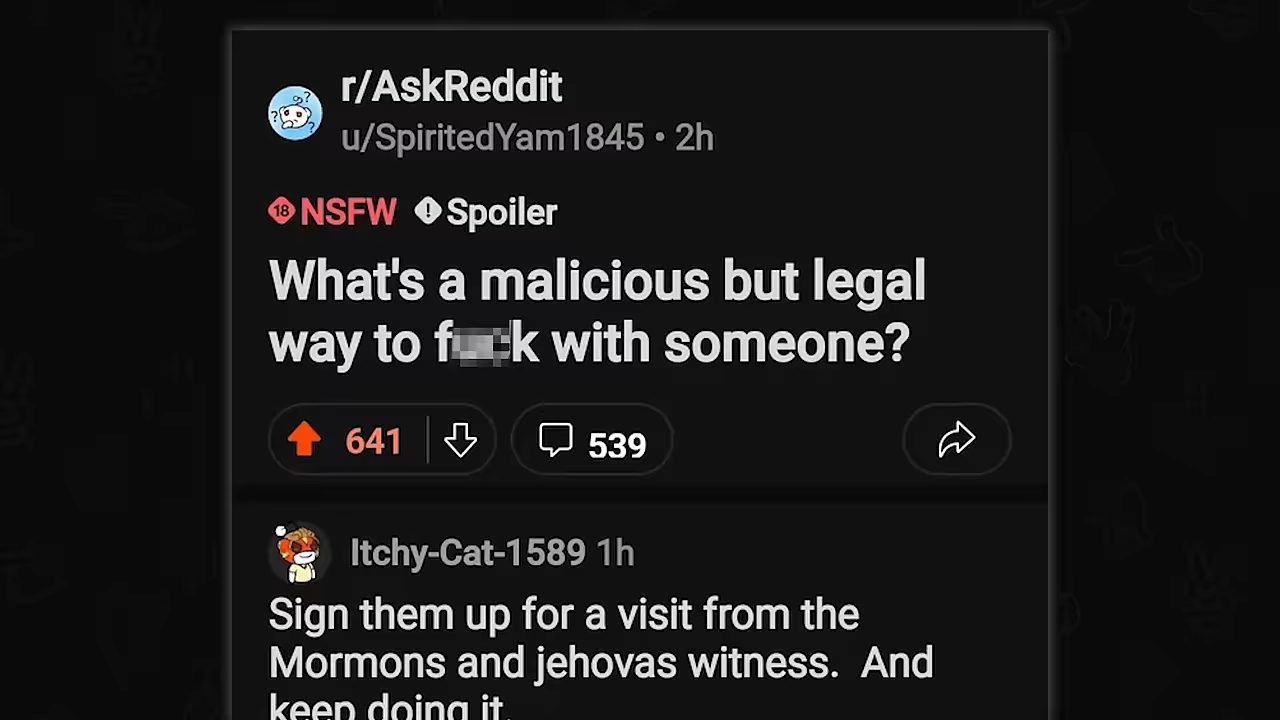 r/AskReddit
u/SpiritedYam1845 • 2h
18 NSFW ! Spoiler
What's a malicious but legal
way to f k with someone?
641 539
Itchy-Cat-1589 1h
Sign them up for a visit from the
Mormons and jehovas witness. And
keep doing it.